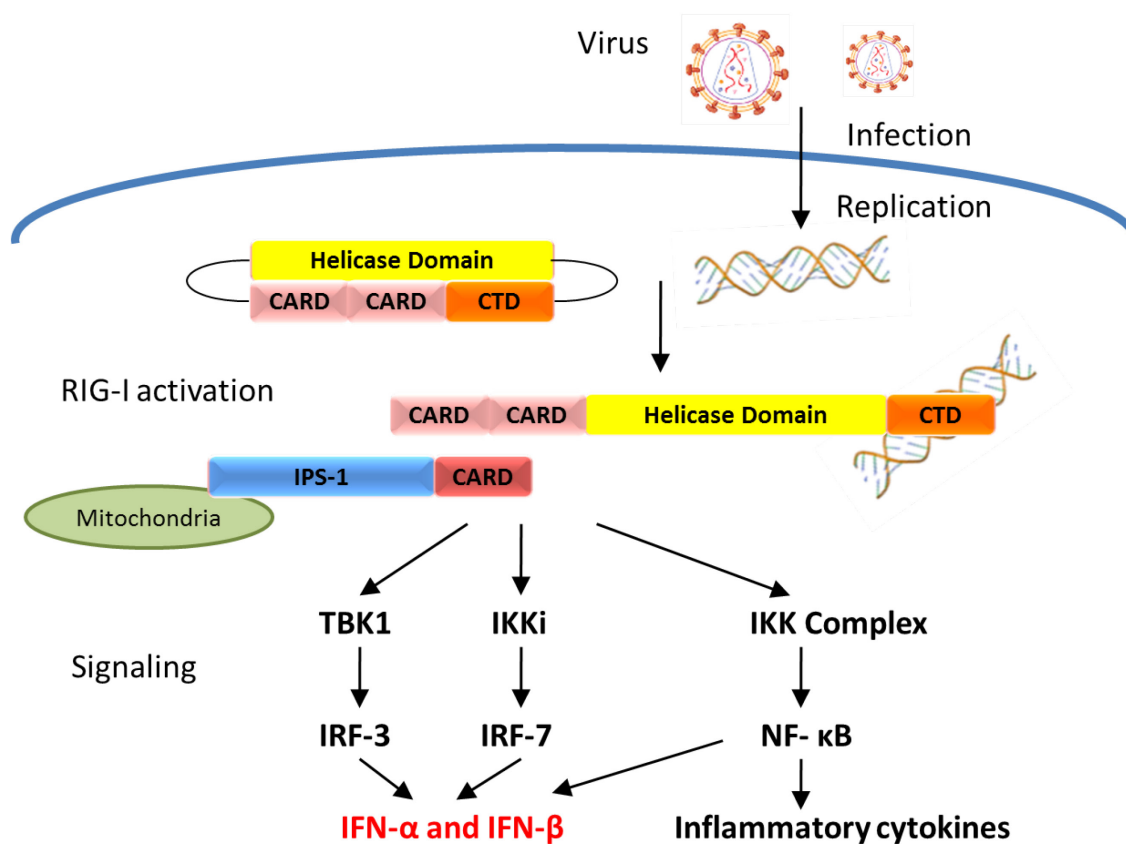 Virus
Infection
Replication
Helicase Domain
CARD CARD CTD
RIG-I activation
CARD CARD Helicase Domain CTD
IPS-1 CARD
Mitochondria
TBK1 IKKi IKK Complex
Signaling
IRF-3 IRF-7 NF- κB
IFN-α and IFN-β Inflammatory cytokines